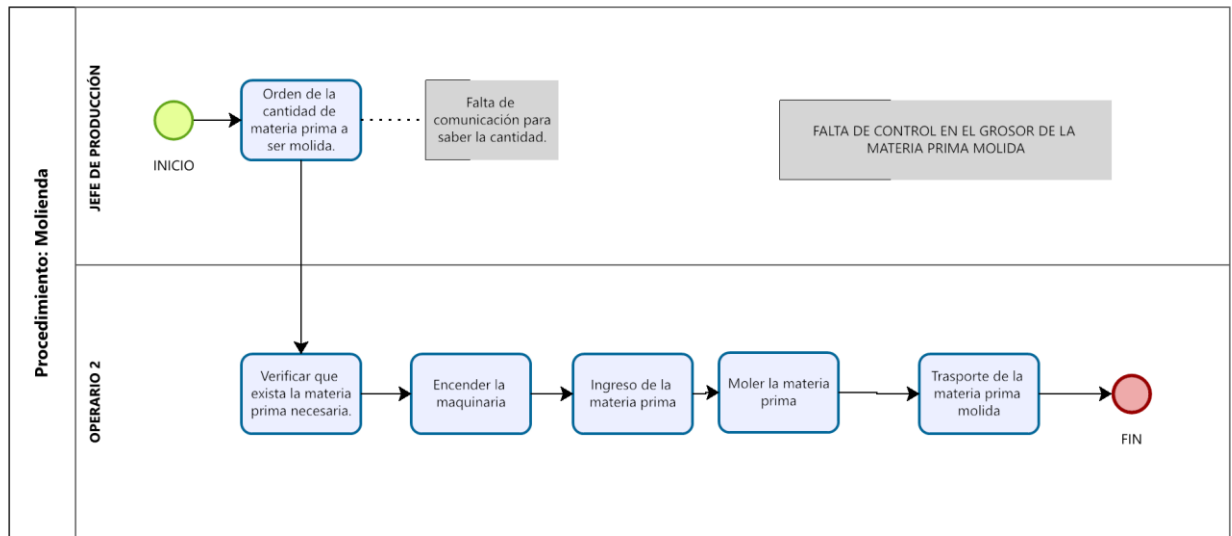 Procedimiento: Molienda
JEFE DE PRODUCCIÓN
INICIO
Orden de la
cantidad de
materia prima a
ser molida.
Falta de
comunicación para
saber la cantidad.
FALTA DE CONTROL EN EL GROSOR DE LA
MATERIA PRIMA MOLIDA
OPERARIO 2
Verificar que
exista la materia
prima necesaria.
Encender la
maquinaria
Ingreso de la
materia prima
Moler la materia
prima
Trasporte de la
materia prima
molida
FIN